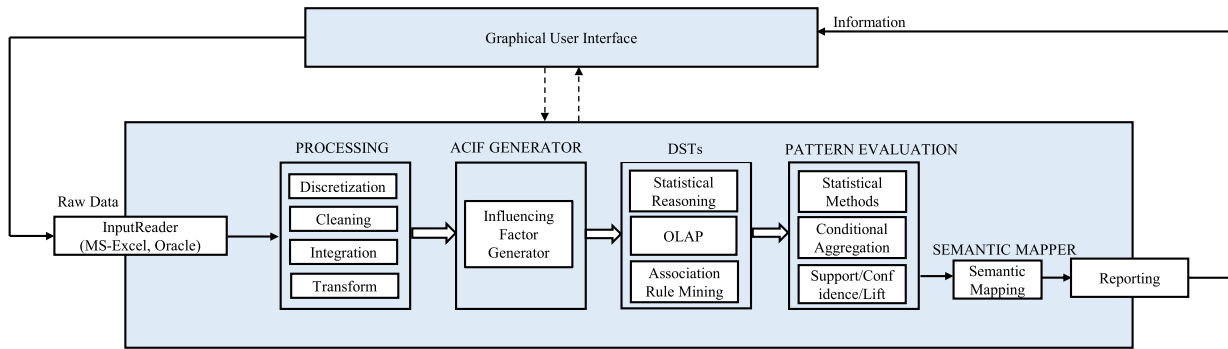 Information
Graphical User Interface
PROCESSING
ACIF GENERATOR
DSTs
PATTERN EVALUATION
Raw Data
InputReader
(MS-Excel, Oracle)
Discretization
Cleaning
Integration
Transform
Influencing
Factor
Generator
Statistical
Reasoning
OLAP
Association
Rule Mining
Statistical
Methods
Conditional
Aggregation
Support/Conf
idence/Lift
SEMANTIC MAPPER
Semantic
Mapping
Reporting